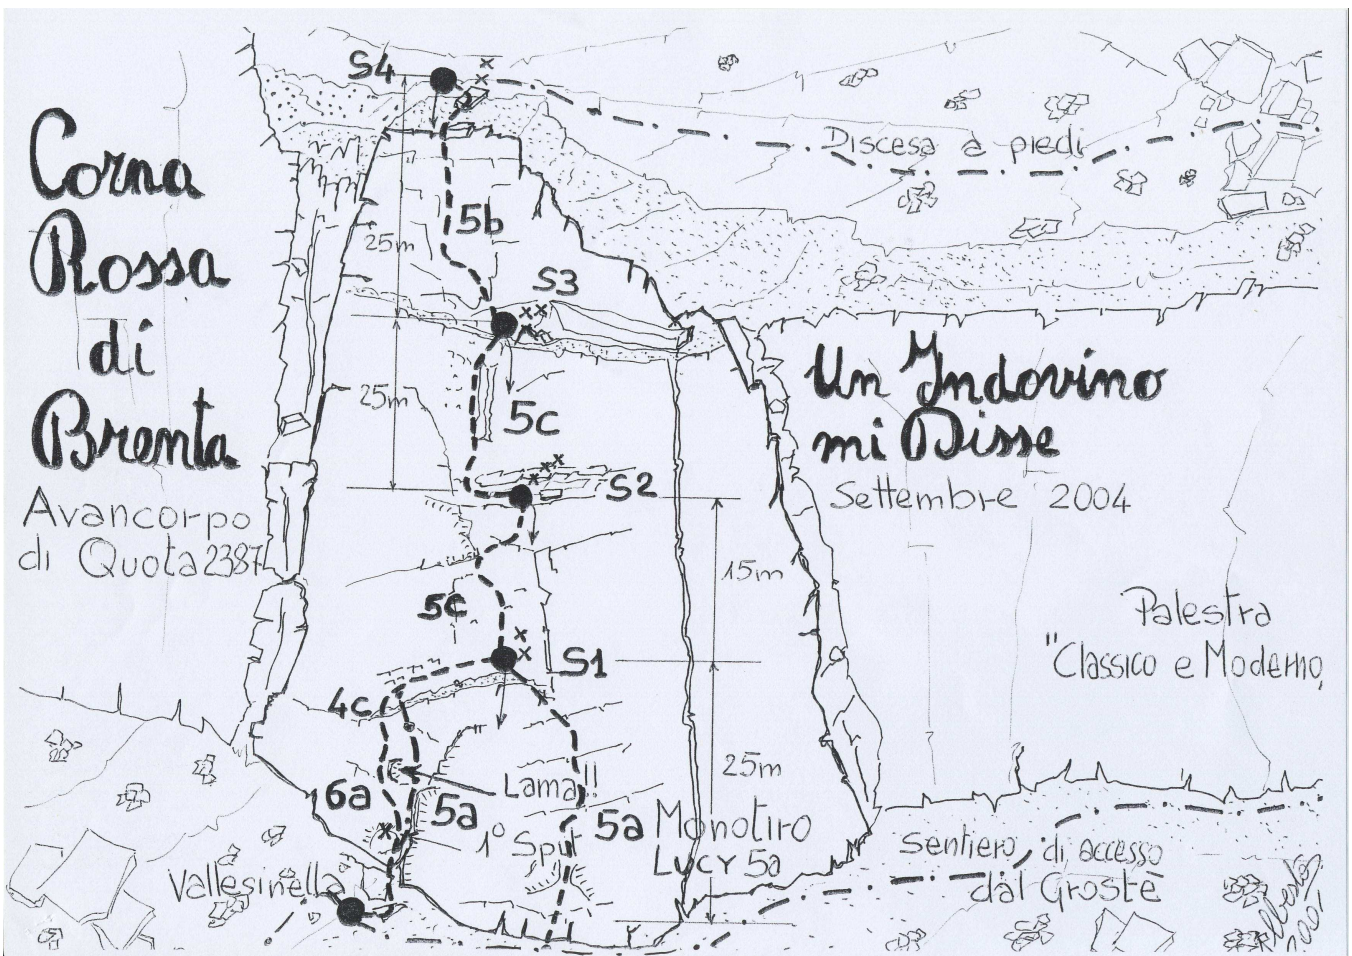 Corna
Rossa
di
Brenta
Avancorpo
di Quota 2387
S4
Discesa a piedi
5b
25m
S3
25m
5c
S2
Un Indovino
mi Disse
Settembre 2004
15m
5c
S1
Palestra
"Classico e Moderno,
4c
25m
Lama!!
6a
5a
1° Spit
5a
Monotiro
Lucy 5a
Sentiero di accesso
dal Grostè
Vallesinella